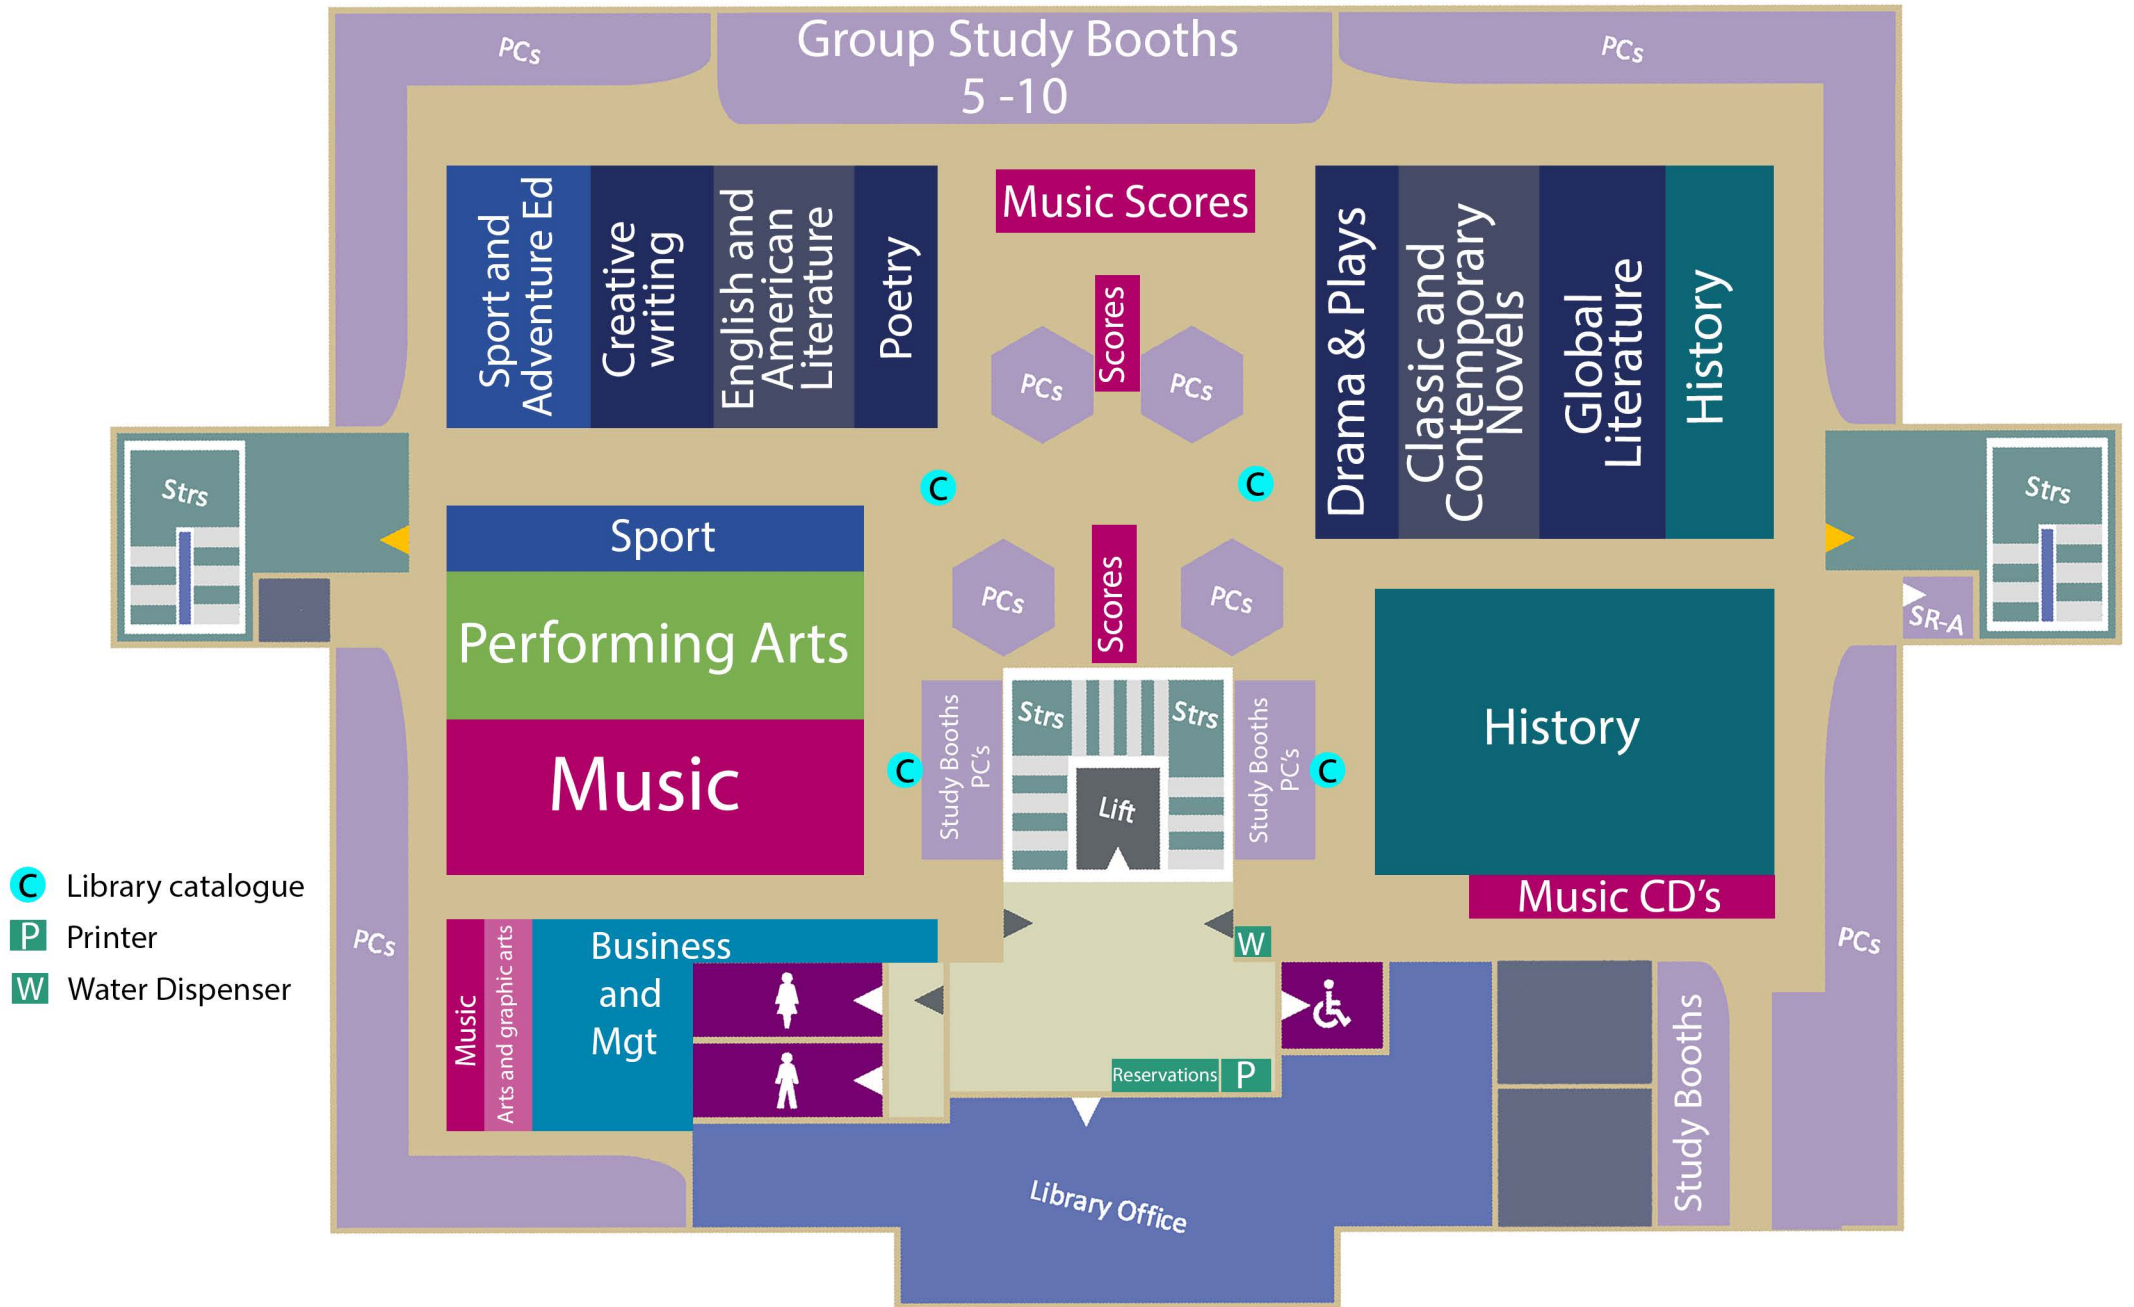 PCs
Group Study Booths
5 -10
PCs
Sport and
Adventure Ed
Creative
writing
English and
American
Literature
Poetry
Music Scores
Scores
PCs
PCs
Drama & Plays
Classic and
Contemporary
Novels
Global
Literature
History
Strs
C
C
Strs
Sport
Performing Arts
Music
PCs
Scores
PCs
SR-A
History
C
Study Booths
PC's
Strs
Strs
Lift
Study Booths
PC's
C
Music CD's
C Library catalogue
P Printer
W Water Dispenser
PCs
Music
Arts and graphic arts
Business
and
Mgt
W
Reservations
P
PCs
Study Booths
Library Office